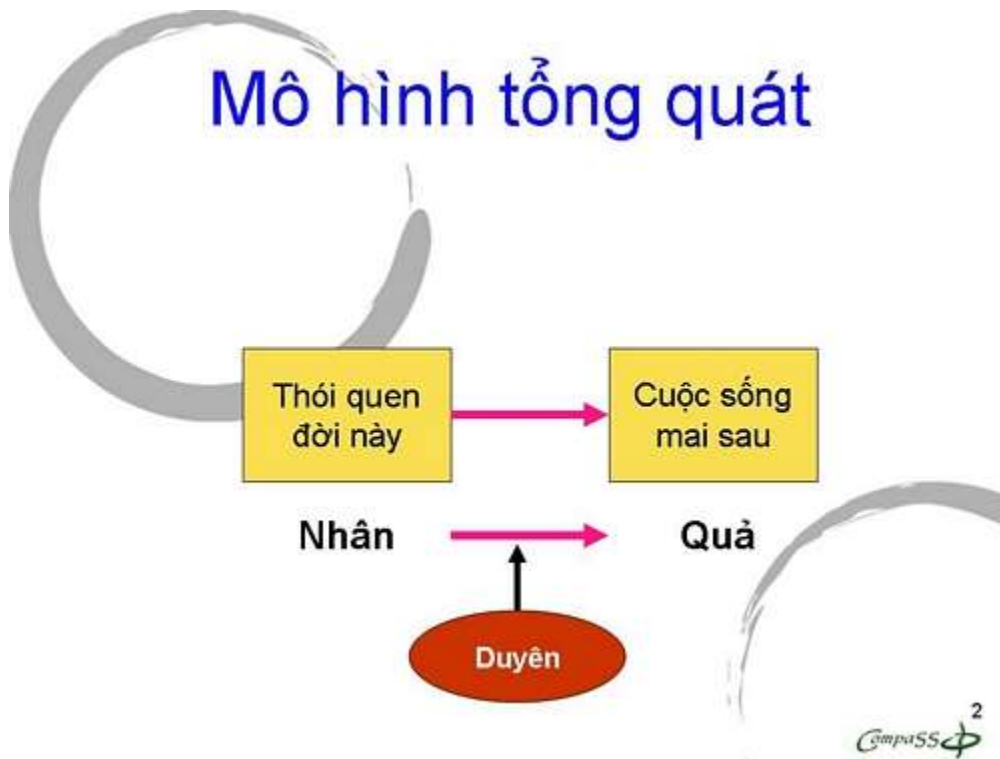 Mô hình tổng quát
Thói quen
đời này
Cuộc sống
mai sau
Nhân
Quả
Duyên
2
CompaSS